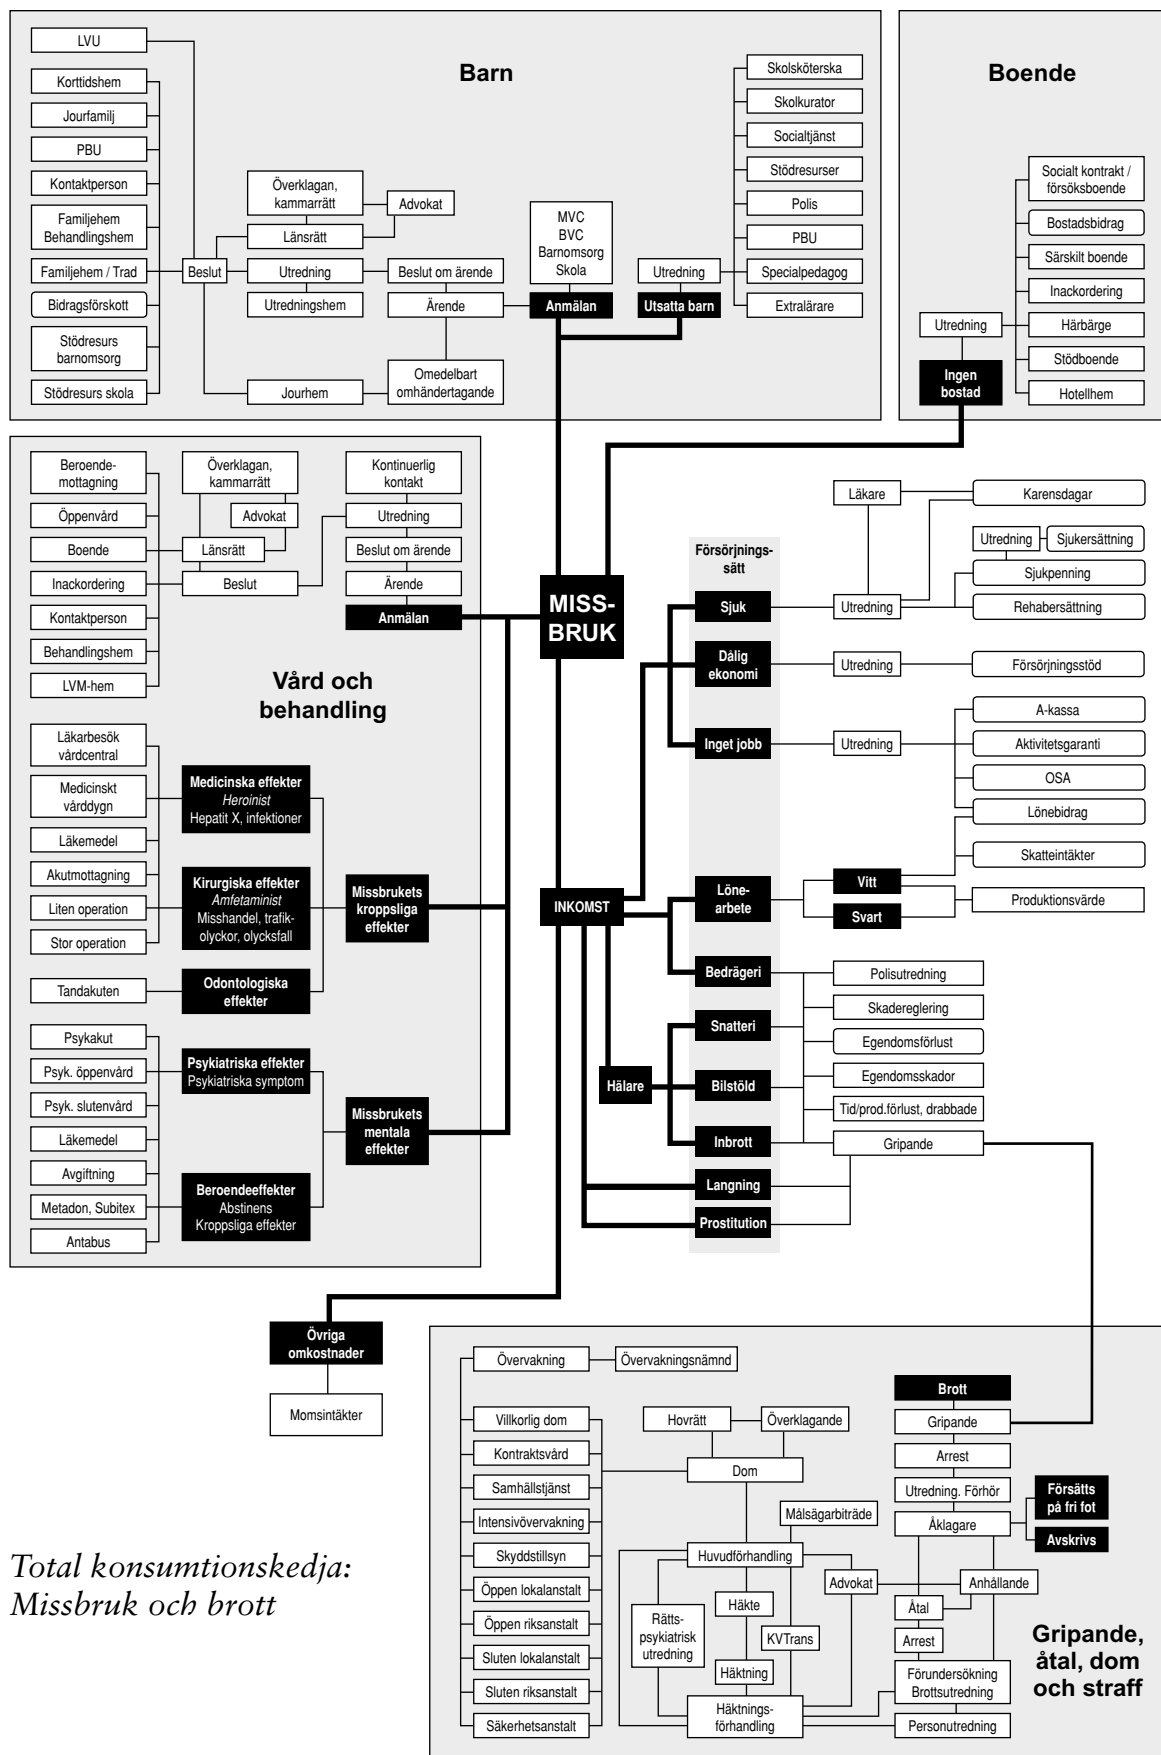 Barn
LVU
Korttidshem
Jourfamilj
PBU
Kontaktperson
Familjehem
Behandlingshem
Familjehem / Trad
Bidragsförskott
Stödresurs
barnomsorg
Stödresurs skola
Beslut
Överklagan,
kammarrätt
Advokat
Länsrätt
Utredning
Utredningshem
Jourhem
Beslut om ärende
Ärende
Omedelbart
omhändertagande
MVC
BVC
Barnomsorg
Skola
Anmälan
Utredning
Utsatta barn
Skolsköterska
Skolkurator
Socialtjänst
Stödresurser
Polis
PBU
Specialpedagog
Extralärare
Boende
Socialt kontrakt /
försöksboende
Bostadsbidrag
Särskilt boende
Inackordering
Härbärge
Stödboende
Hotellhem
Utredning
Ingen
bostad
Beroende-
mottagning
Öppenvård
Boende
Inackordering
Kontaktperson
Behandlingshem
LVM-hem
Överklagan,
kammarrätt
Advokat
Länsrätt
Beslut
Kontinuerlig
kontakt
Utredning
Beslut om ärende
Ärende
Anmälan
Vård och
behandling
Läkarbesök
vårdcentral
Medicinskt
vårddygn
Läkemedel
Akutmottagning
Liten operation
Stor operation
Tandakuten
Medicinska effekter
Heroinist
Hepatit X, infektioner
Kirurgiska effekter
Amfetaminist
Misshandel, trafik-
olyckor, olycksfall
Odontologiska
effekter
Missbrukets
kroppsliga
effekter
Psykakut
Psyk. öppenvård
Psyk. slutenvård
Läkemedel
Avgiftning
Metadon, Subitex
Antabus
Psykiatriska effekter
Psykiatriska symptom
Beroendeeffekter
Abstinens
Kroppsliga effekter
Missbrukets
mentala
effekter
MISS-
BRUK
INKOMST
Försörjnings-
sätt
Sjuk
Dålig
ekonomi
Inget jobb
Löne-
arbete
Bedrägeri
Snatteri
Hälare
Bilstöld
Inbrott
Langning
Prostitution
Läkare
Karensdagar
Utredning
Sjukersättning
Sjukpenning
Utredning
Rehabersättning
Utredning
Försörjningsstöd
A-kassa
Utredning
Aktivitetsgaranti
OSA
Lönebidrag
Skatteintäkter
Vitt
Svart
Produktionsvärde
Polisutredning
Skadereglering
Egendomsförlust
Egendomsskador
Tid/prod.förlust, drabbade
Gripande
Övriga
omkostnader
Momsintäkter
Övervakning
Övervakningsnämnd
Villkorlig dom
Kontraktsvård
Samhällstjänst
Intensivövervakning
Skyddstillsyn
Öppen lokalanstalt
Öppen riksanstalt
Sluten lokalanstalt
Sluten riksanstalt
Säkerhetsanstalt
Hovrätt
Överklagande
Dom
Målsägarbiträde
Huvudförhandling
Rätts-
psykiatrisk
utredning
Häkte
KVTrans
Häktning
Häktnings-
förhandling
Brott
Gripande
Arrest
Utredning. Förhör
Åklagare
Försätts
på fri fot
Avskrivs
Advokat
Anhållande
Åtal
Arrest
Förundersökning
Brottsutredning
Personutredning
Gripande,
åtal, dom
och straff
Total konsumtionskedja:
Missbruk och brott